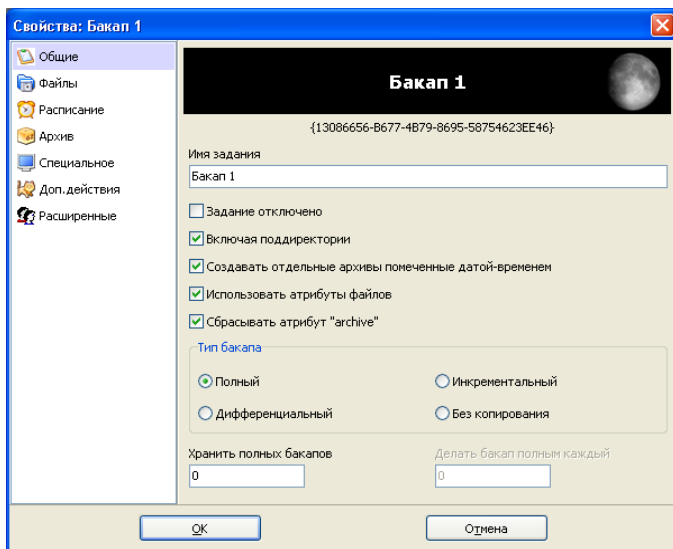 Свойства: Бакап 1
Общие
Файлы
Расписание
Архив
Специальное
Доп.действия
Расширенные
Бакап 1
{13086656-B677-4B79-8695-58754623EE46}
Имя задания
Бакап 1
Задание отключено
Включая поддиректории
Создавать отдельные архивы помеченные датой-временем
Использовать атрибуты файлов
Сбрасывать атрибут "archive"
Тип бакапа
Полный
Инкрементальный
Дифференциальный
Без копирования
Хранить полных бакапов
Делать бакап полным каждый
0
0
OK
Отмена